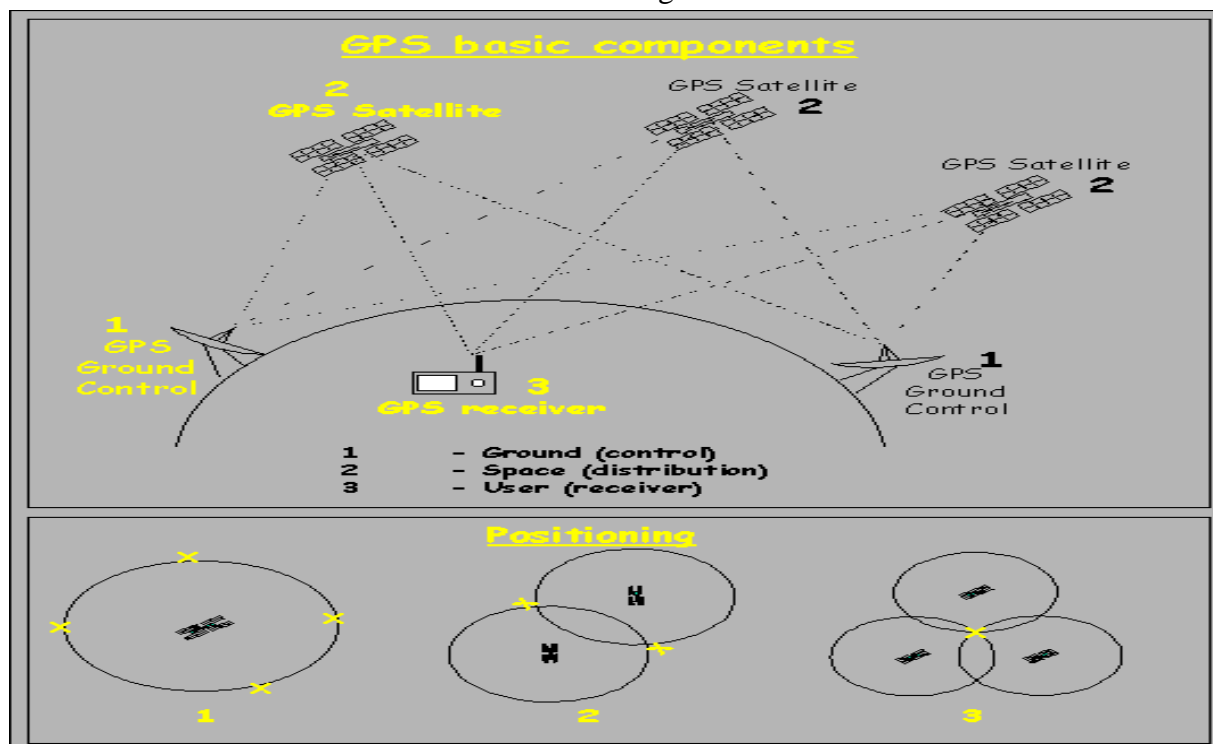 GPS basic components
2
GPS Satellite
GPS Satellite
2
GPS Satellite
2
1
GPS
Ground
Control
3
GPS receiver
1
GPS
Ground
Control
1 - Ground (control)
2 - Space (distribution)
3 - User (receiver)
Positioning
1
2
3